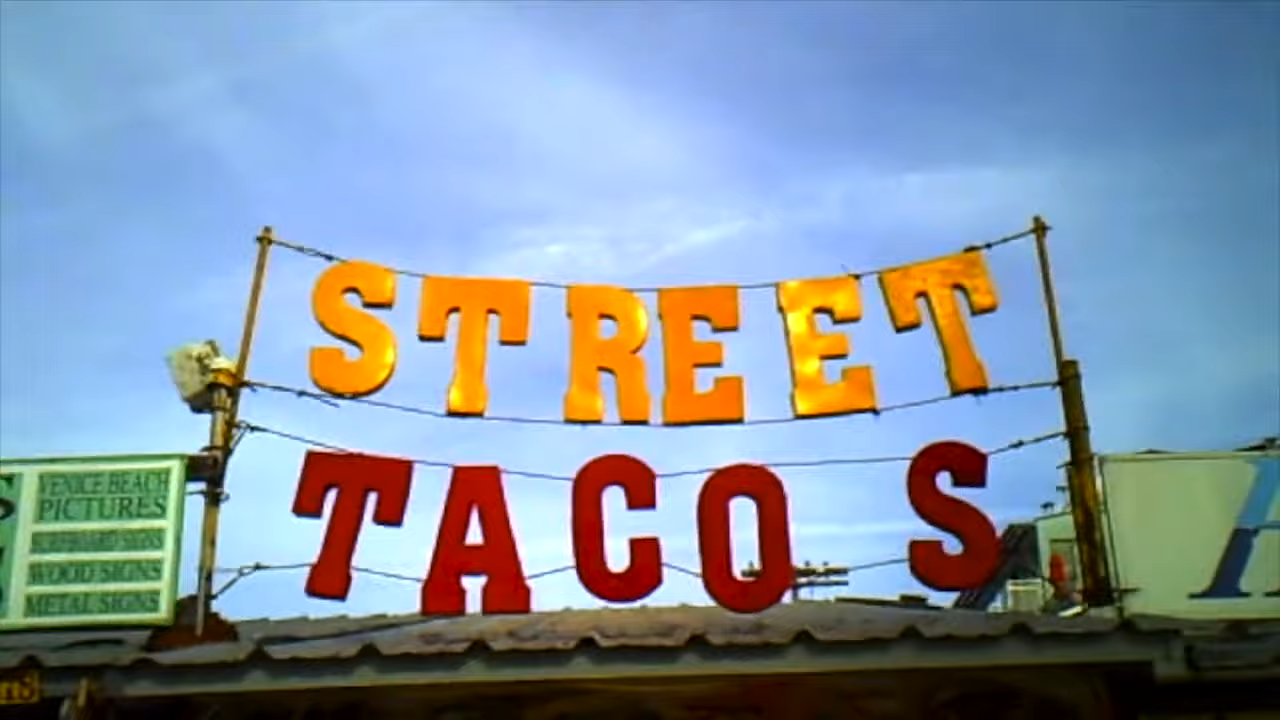 STREET
TACOS
VENICE BEACH
PICTURES
WOOD SIGNS
METAL SIGNS